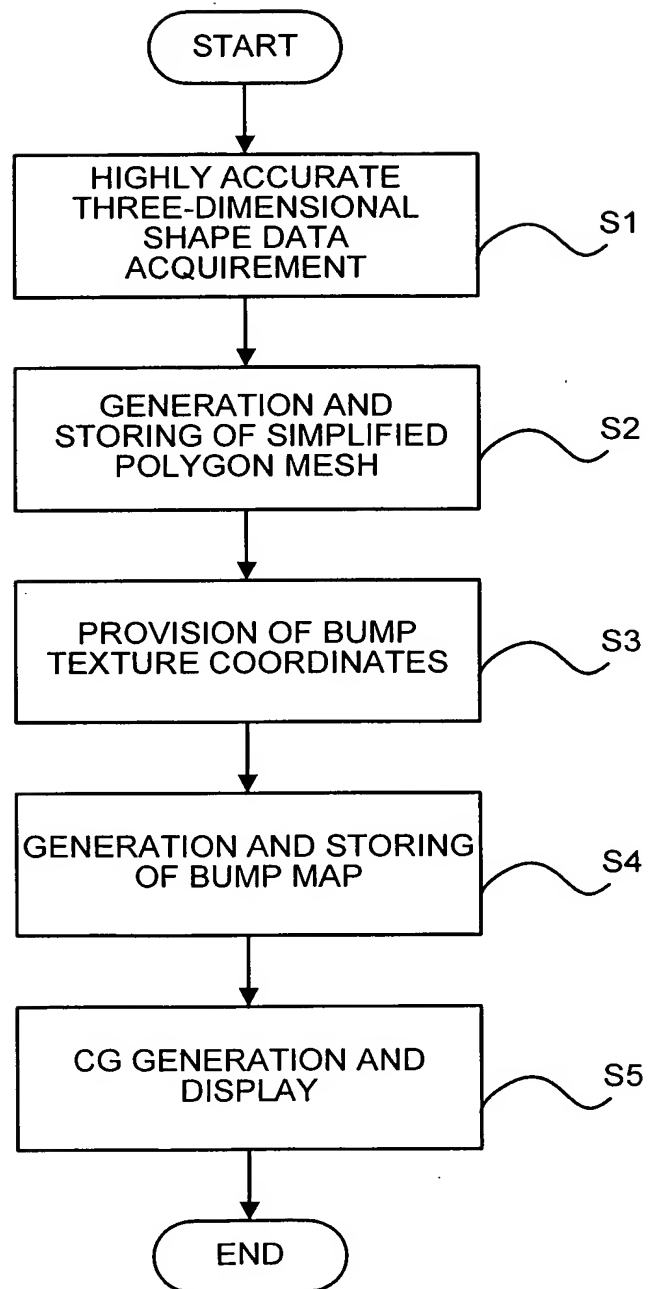 START
HIGHLY ACCURATE
THREE-DIMENSIONAL
SHAPE DATA
ACQUIREMENT
S1
GENERATION AND
STORING OF SIMPLIFIED
POLYGON MESH
S2
PROVISION OF BUMP
TEXTURE COORDINATES
S3
GENERATION AND STORING
OF BUMP MAP
S4
CG GENERATION AND
DISPLAY
S5
END